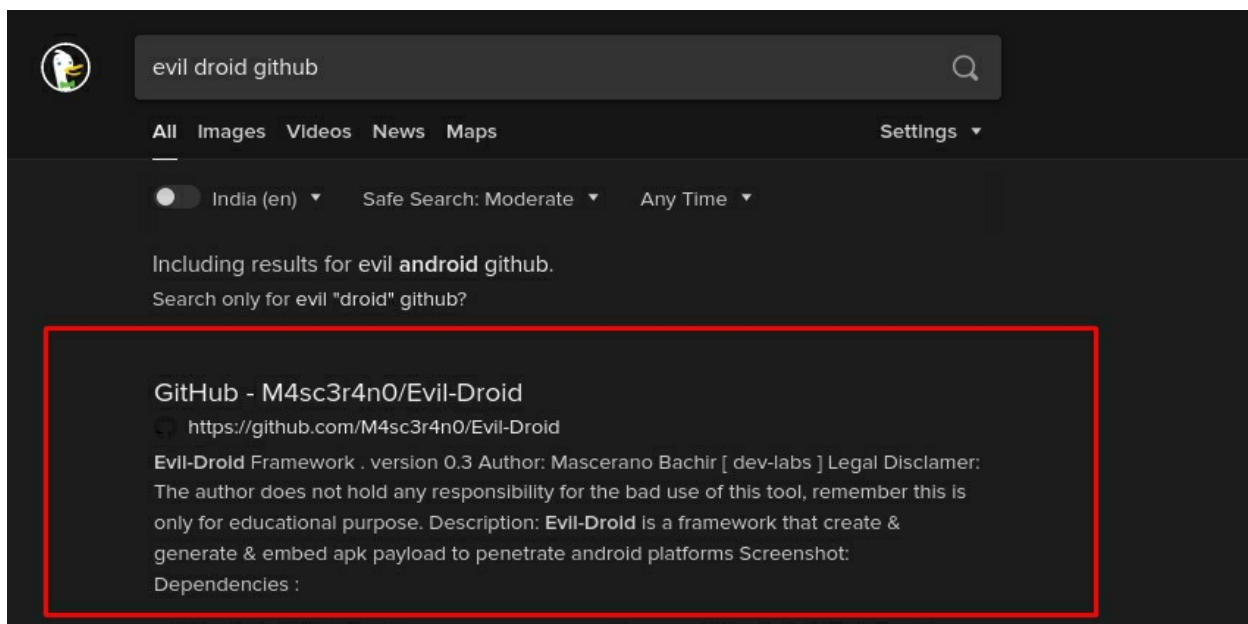 evil droid github
All Images Videos News Maps Settings
India (en) Safe Search: Moderate Any Time
Including results for evil android github.
Search only for evil "droid" github?
GitHub - M4sc3r4n0/Evil-Droid
https://github.com/M4sc3r4n0/Evil-Droid
Evil-Droid Framework . version 0.3 Author: Mascerano Bachir [ dev-labs ] Legal Disclamer:
The author does not hold any responsibility for the bad use of this tool, remember this is
only for educational purpose. Description: Evil-Droid is a framework that create &
generate & embed apk payload to penetrate android platforms Screenshot:
Dependencies :